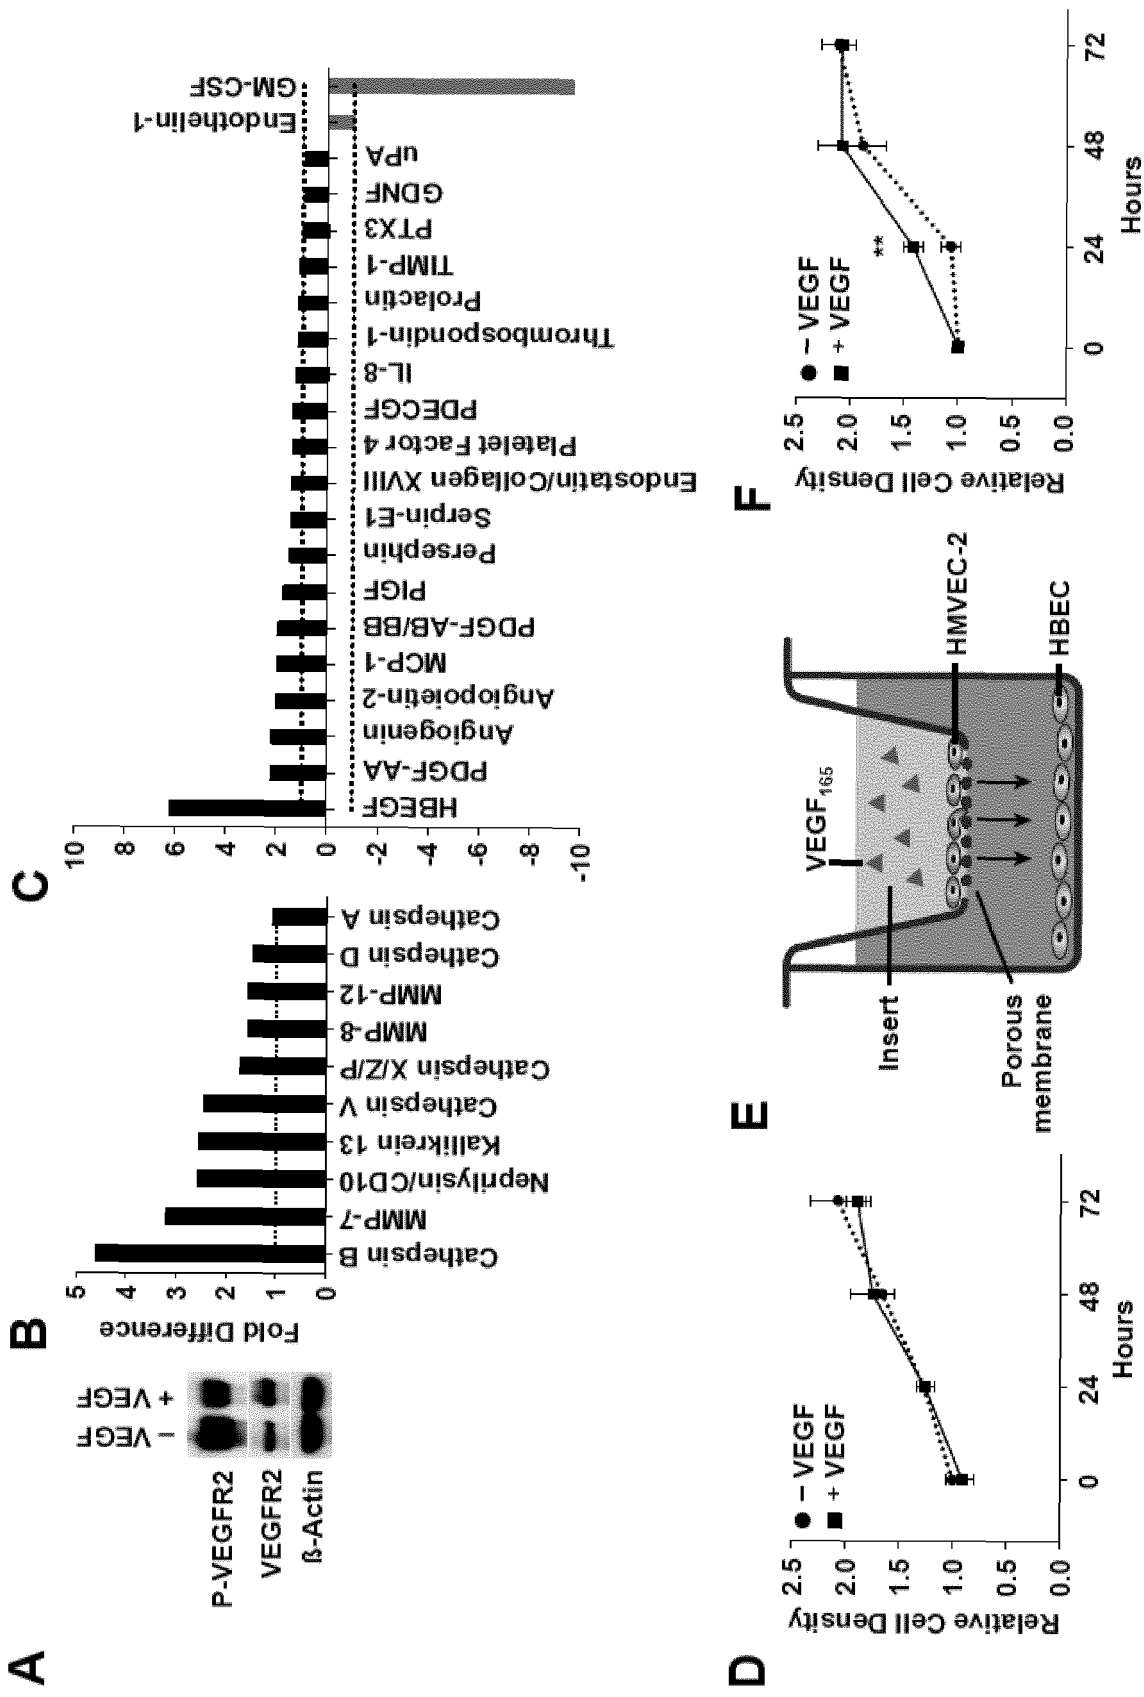 A
− VEGF
+ VEGF
P-VEGFR2
VEGFR2
ß-Actin
B
Fold Difference
5
4
3
2
1
0
Cathepsin B
MMP-7
Neprilysin/CD10
Kallikrein 13
Cathepsin V
Cathepsin X/Z/P
MMP-8
MMP-12
Cathepsin D
Cathepsin A
C
10
8
6
4
2
0
-2
-4
-6
-8
-10
HBEGF
PDGF-AA
Angiogenin
Angiopoietin-2
MCP-1
PDGF-AB/BB
PlGF
Persephin
Serpin-E1
Endostatin/Collagen XVIII
Platelet Factor 4
PDECGF
IL-8
Thrombospondin-1
Prolactin
TIMP-1
PTX3
GDNF
uPA
Endothelin-1
GM-CSF
D
Relative Cell Density
2.5
2.0
1.5
1.0
0.5
0.0
− VEGF
+ VEGF
0
24
48
72
Hours
E
VEGF165
Insert
Porous
membrane
HMVEC-2
HBEC
F
Relative Cell Density
2.5
2.0
1.5
1.0
0.5
0.0
− VEGF
+ VEGF
**
0
24
48
72
Hours